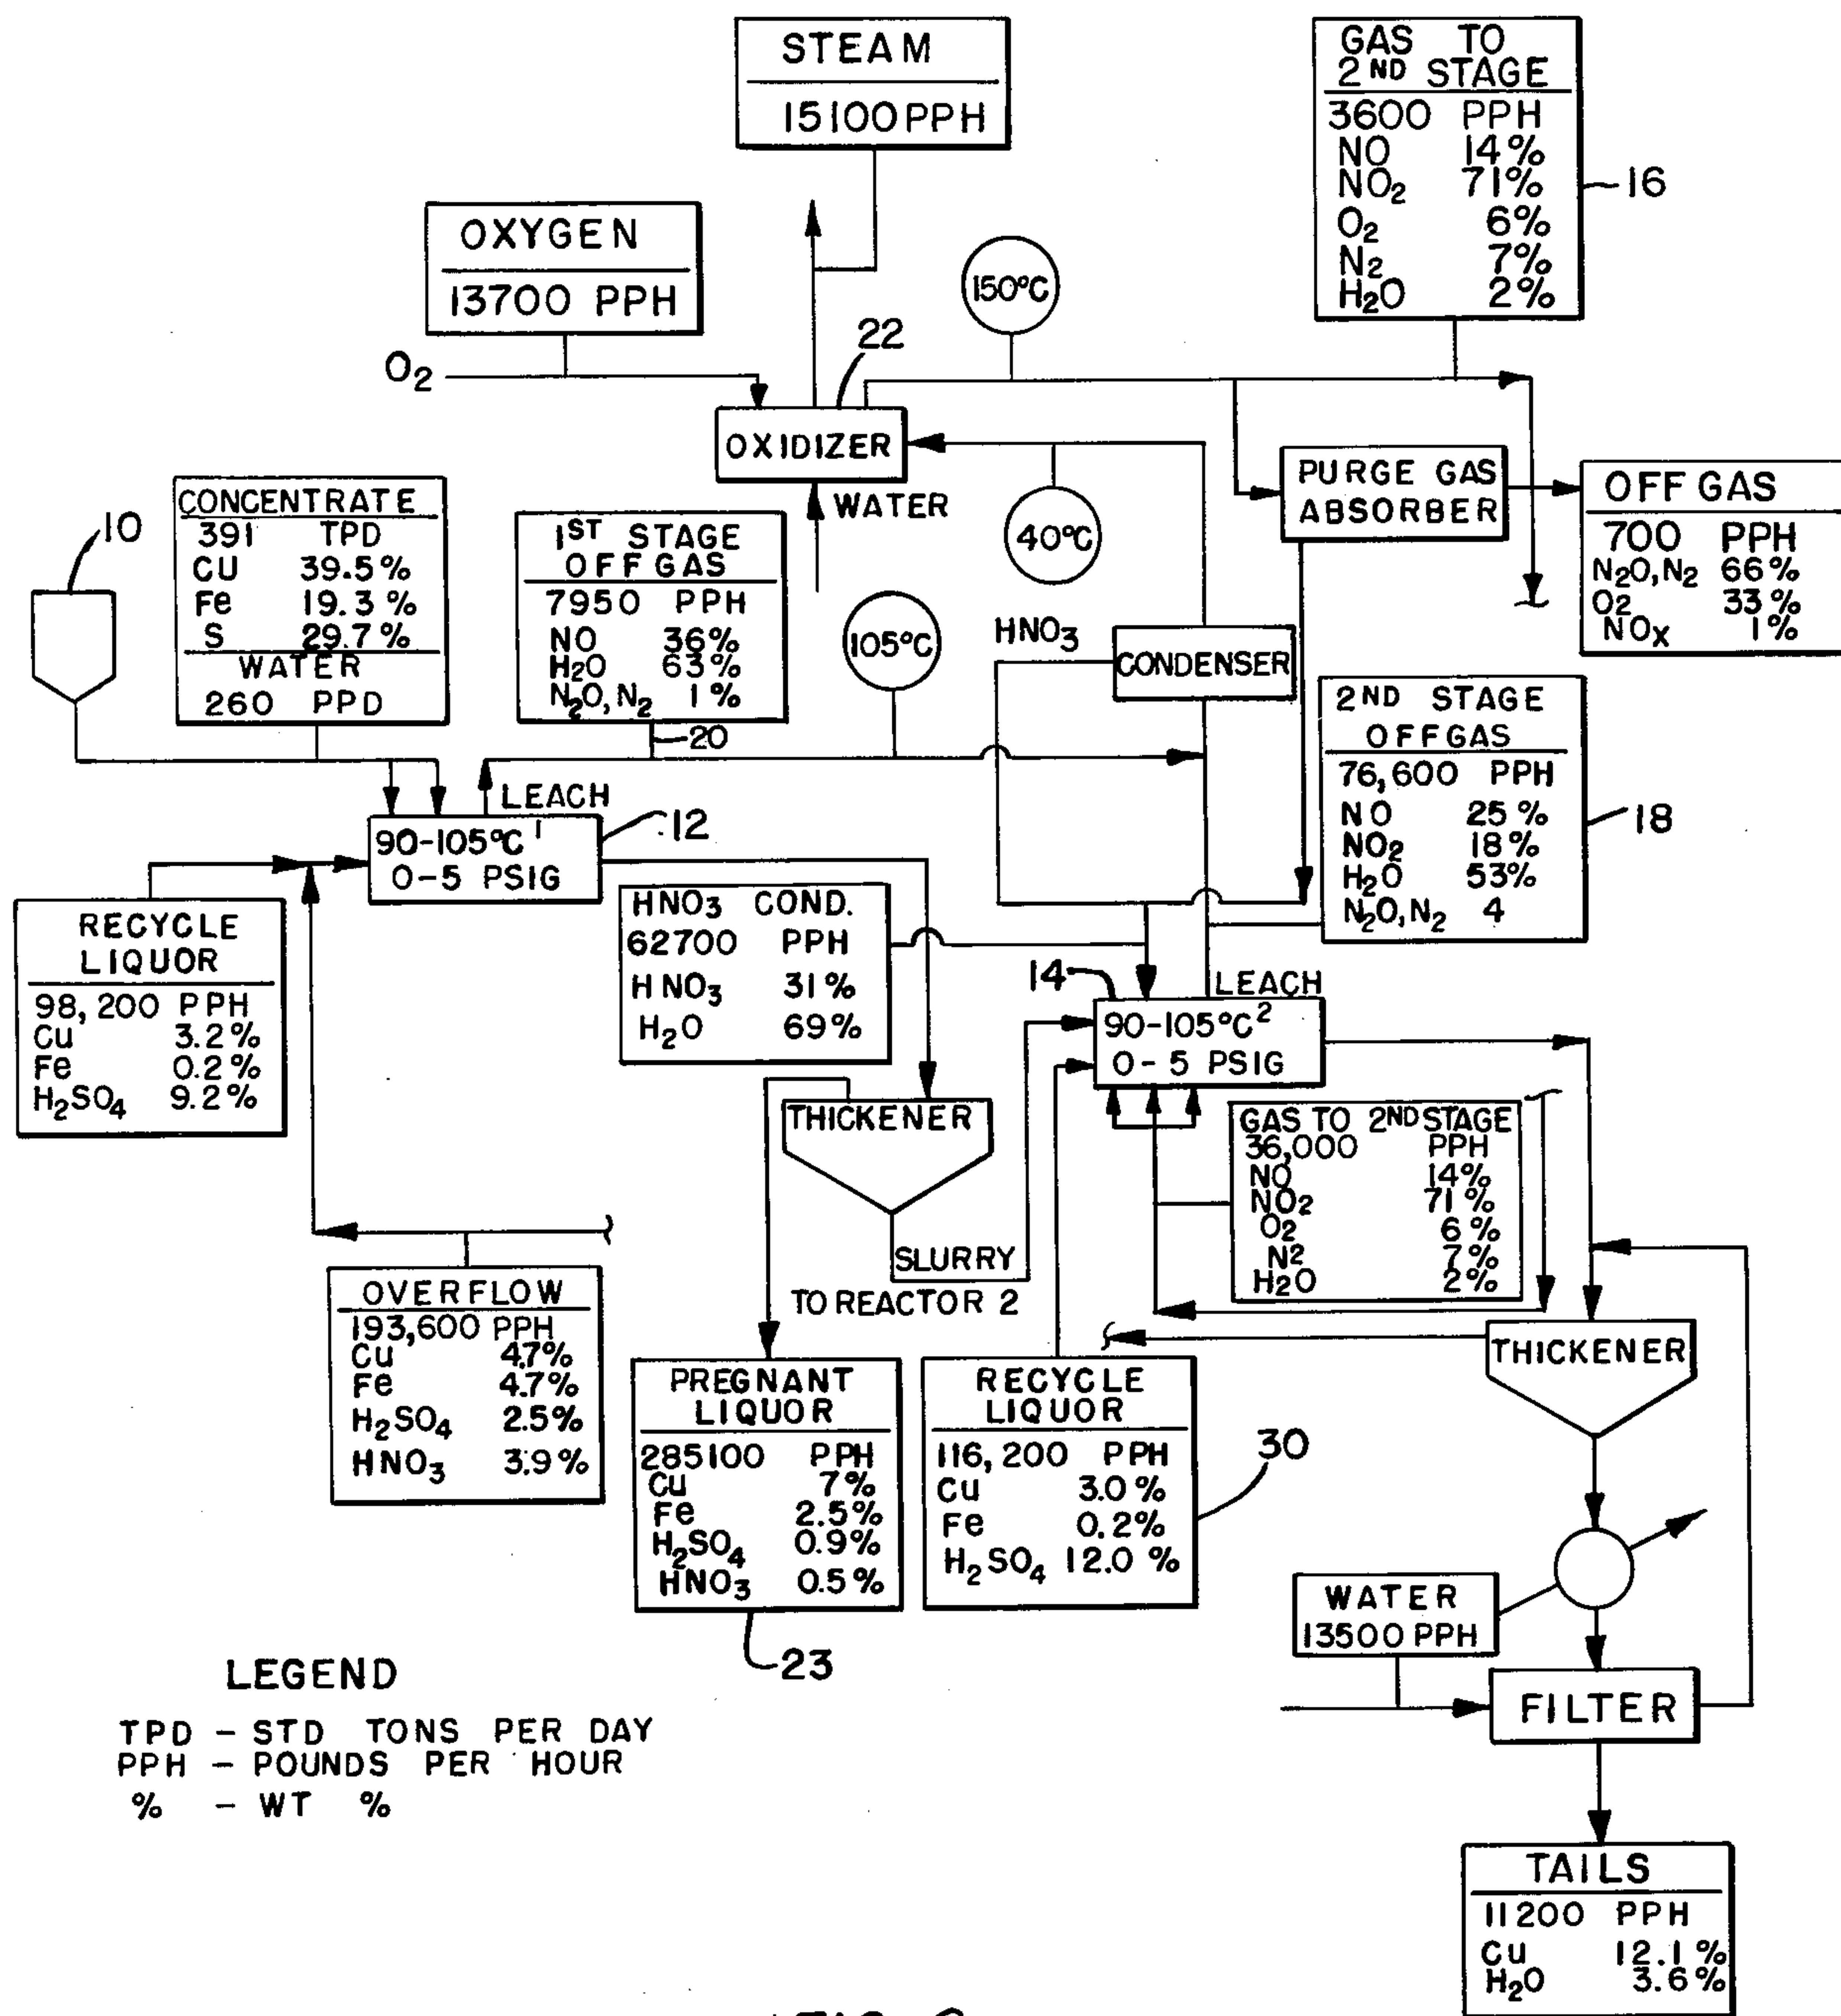 STEAM
15100 PPH
GAS TO
2ND STAGE
3600 PPH
NO 14%
NO2 71%
O2 6%
N2 7%
H2O 2%
16
OXYGEN
13700 PPH
150°C
O2
22
OXIDIZER
WATER
40°C
PURGE GAS
ABSORBER
OFF GAS
700 PPH
N2O, N2 66%
O2 33%
NOX 1%
10
CONCENTRATE
391 TPD
CU 39.5%
Fe 19.3%
S 29.7%
WATER
260 PPD
1ST STAGE
OFF GAS
7950 PPH
NO 36%
H2O 63%
N2O, N2 1%
20
105°C
HNO3
CONDENSER
2ND STAGE
OFF GAS
76,600 PPH
NO 25%
NO2 18%
H2O 53%
N2O, N2 4
18
LEACH
90-105°C 1
0-5 PSIG
12
RECYCLE
LIQUOR
98,200 PPH
Cu 3.2%
Fe 0.2%
H2SO4 9.2%
HNO3 COND.
62700 PPH
HNO3 31%
H2O 69%
14
LEACH
90-105°C 2
0-5 PSIG
THICKENER
SLURRY
TO REACTOR 2
GAS TO 2ND STAGE
36,000 PPH
NO 14%
NO2 71%
O2 6%
N2 7%
H2O 2%
OVERFLOW
193,600 PPH
Cu 4.7%
Fe 4.7%
H2SO4 2.5%
HNO3 3.9%
PREGNANT
LIQUOR
285100 PPH
Cu 7%
Fe 2.5%
H2SO4 0.9%
HNO3 0.5%
23
RECYCLE
LIQUOR
116,200 PPH
Cu 3.0%
Fe 0.2%
H2SO4 12.0%
30
THICKENER
WATER
13500 PPH
FILTER
TAILS
11200 PPH
Cu 12.1%
H2O 3.6%
LEGEND
TPD - STD TONS PER DAY
PPH - POUNDS PER HOUR
% - WT %